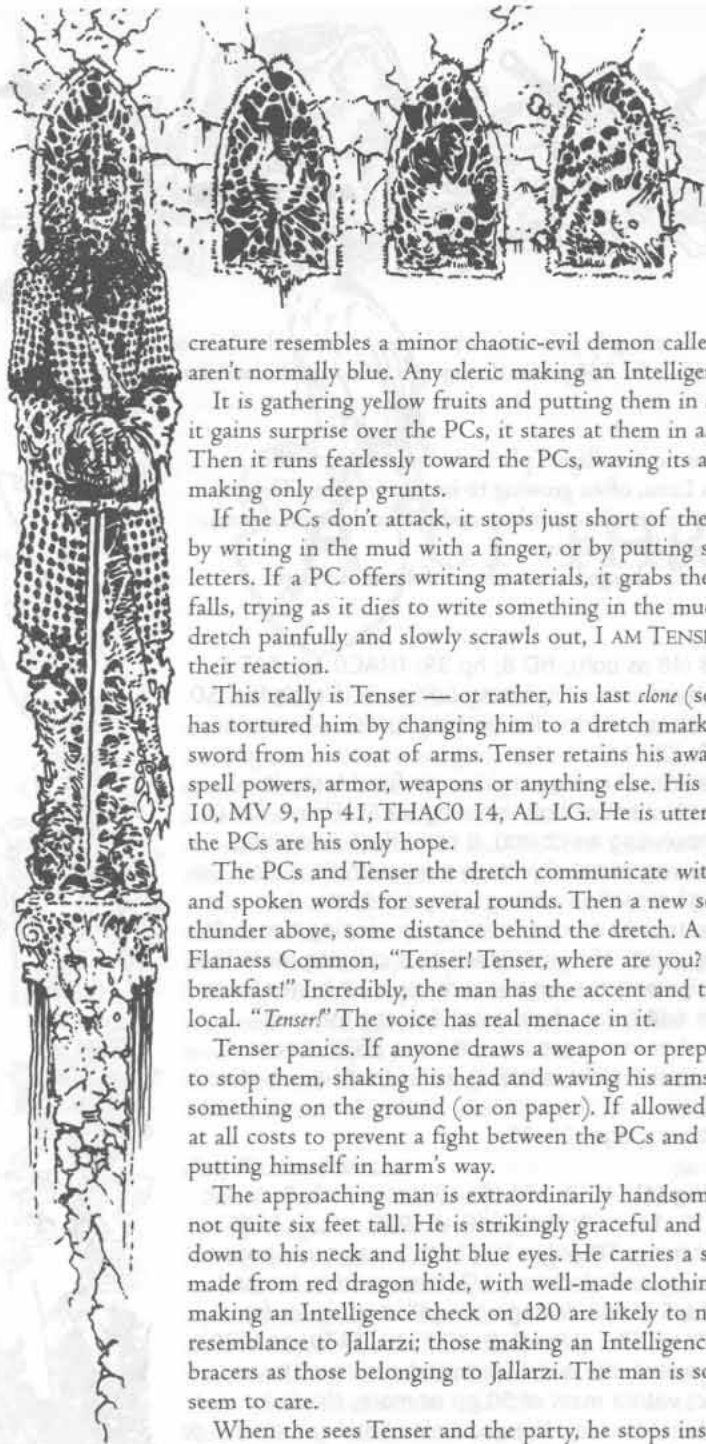 creature resembles a minor chaotic-evil demon called
aren't normally blue. Any cleric making an Intelligen
It is gathering yellow fruits and putting them in
it gains surprise over the PCs, it stares at them in a
Then it runs fearlessly toward the PCs, waving its a
making only deep grunts.
If the PCs don't attack, it stops just short of the
by writing in the mud with a finger, or by putting s
letters. If a PC offers writing materials, it grabs the
falls, trying as it dies to write something in the mud
dretch painfully and slowly scrawls out, I AM TENSE
their reaction.
This really is Tenser — or rather, his last clone (so
has tortured him by changing him to a dretch mark
sword from his coat of arms. Tenser retains his awa
spell powers, armor, weapons or anything else. His
10, MV 9, hp 41, THAC0 14, AL LG. He is utter
the PCs are his only hope.
The PCs and Tenser the dretch communicate wit
and spoken words for several rounds. Then a new so
thunder above, some distance behind the dretch. A
Flanaess Common, “Tenser! Tenser, where are you?
breakfast!” Incredibly, the man has the accent and t
local. “Tenser!” The voice has real menace in it.
Tenser panics. If anyone draws a weapon or prep
to stop them, shaking his head and waving his arms
something on the ground (or on paper). If allowed
at all costs to prevent a fight between the PCs and
putting himself in harm's way.
The approaching man is extraordinarily handsom
not quite six feet tall. He is strikingly graceful and
down to his neck and light blue eyes. He carries a s
made from red dragon hide, with well-made clothin
making an Intelligence check on d20 are likely to n
resemblance to Jallarzi; those making an Intelligenc
bracers as those belonging to Jallarzi. The man is so
seem to care.
When the sees Tenser and the party, he stops ins